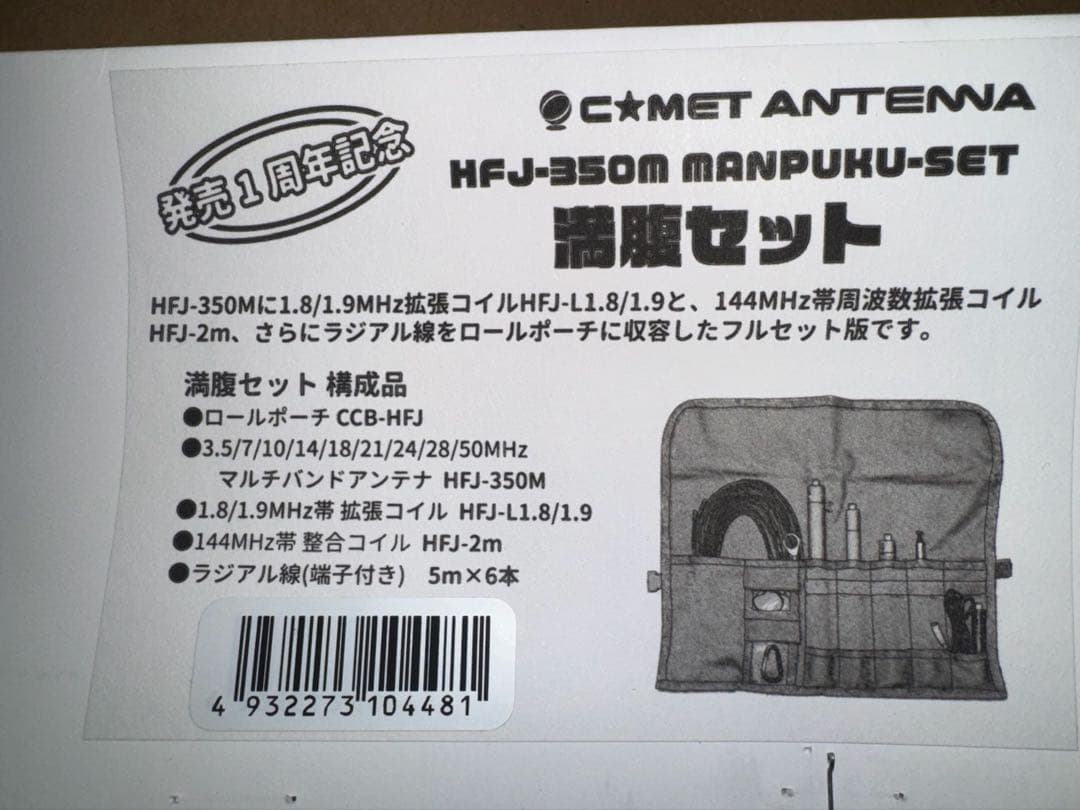 発売1周年記念
C★MET ANTENNA
HFJ-350M MANPUKU-SET
満腹セット
HFJ-350Mに1.8/1.9MHz拡張コイルHFJ-L1.8/1.9と、144MHz帯周波数拡張コイル
HFJ-2m、さらにラジアル線をロールポーチに収容したフルセット版です。
満腹セット 構成品
●ロールポーチ CCB-HFJ
●3.5/7/10/14/18/21/24/28/50MHz
マルチバンドアンテナ HFJ-350M
●1.8/1.9MHz帯 拡張コイル HFJ-L1.8/1.9
●144MHz帯 整合コイル HFJ-2m
●ラジアル線(端子付き) 5m×6本
4 932273 104481